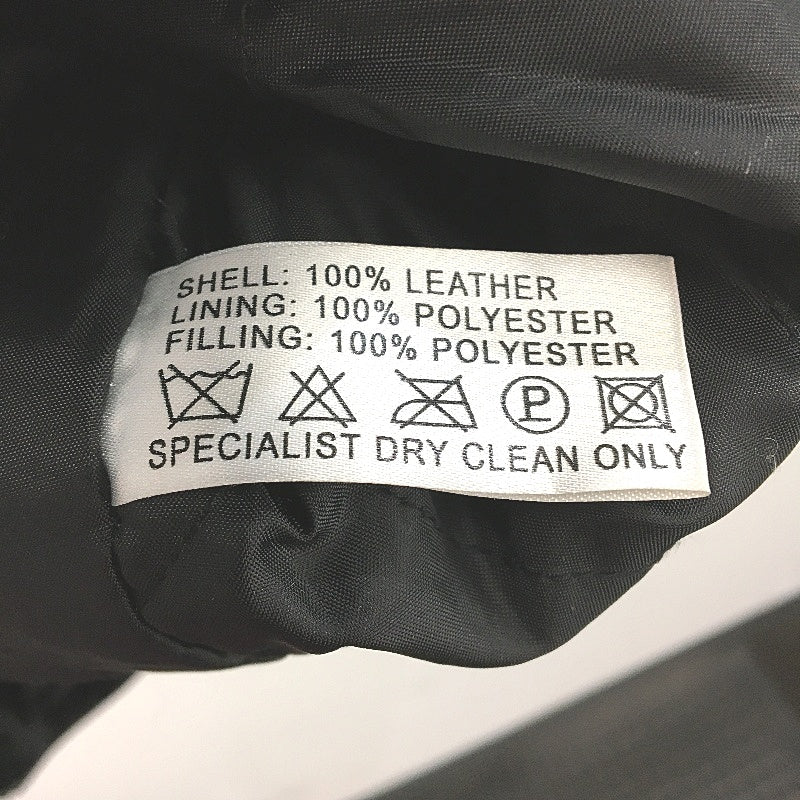 SHELL: 100% LEATHER
LINING: 100% POLYESTER
FILLING: 100% POLYESTER
P
SPECIALIST DRY CLEAN ONLY